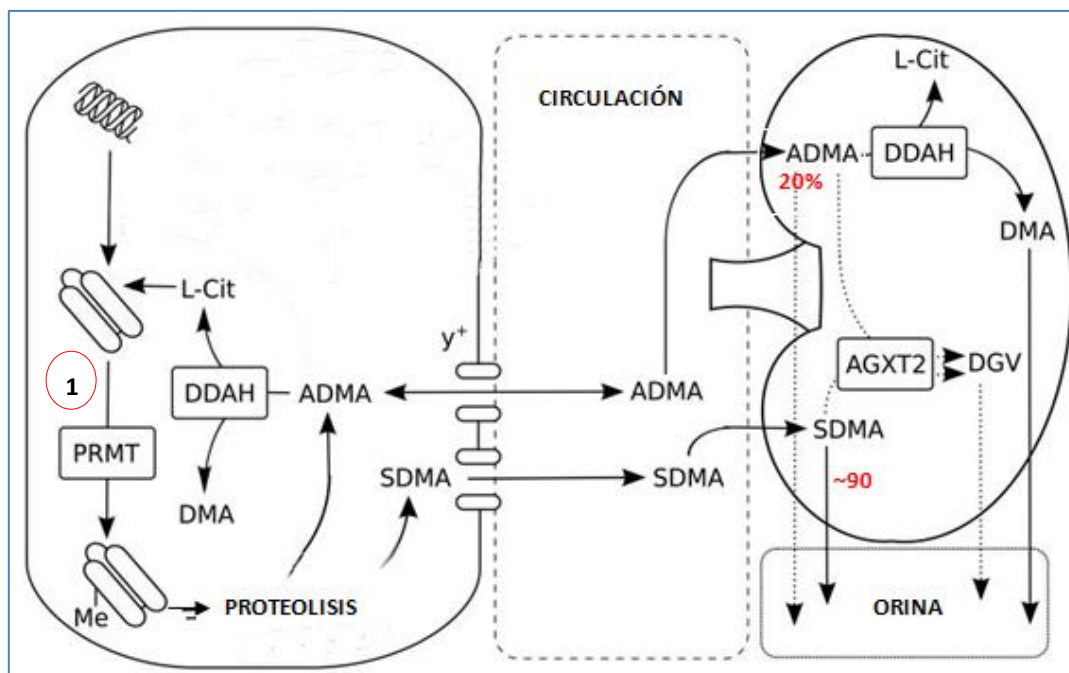 L-Cit
CIRCULACIÓN
ADMA
DDAH
20%
DMA
L-Cit
y+
1
DDAH
ADMA
ADMA
AGXT2
DGV
PRMT
SDMA
SDMA
SDMA
~90
DMA
Me
PROTEOLISIS
ORINA